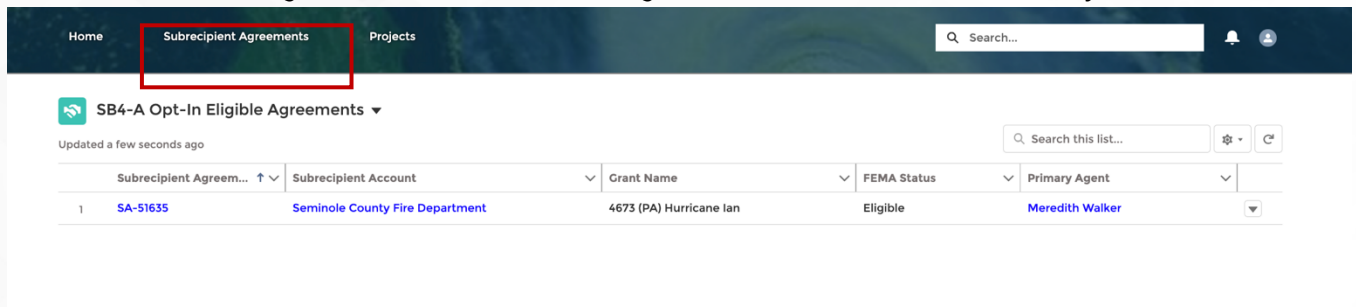 Home Subrecipient Agreements Projects Search...
SB4-A Opt-In Eligible Agreements
Updated a few seconds ago Search this list...
Subrecipient Agreem... Subrecipient Account Grant Name FEMA Status Primary Agent
1 SA-51635 Seminole County Fire Department 4673 (PA) Hurricane Ian Eligible Meredith Walker